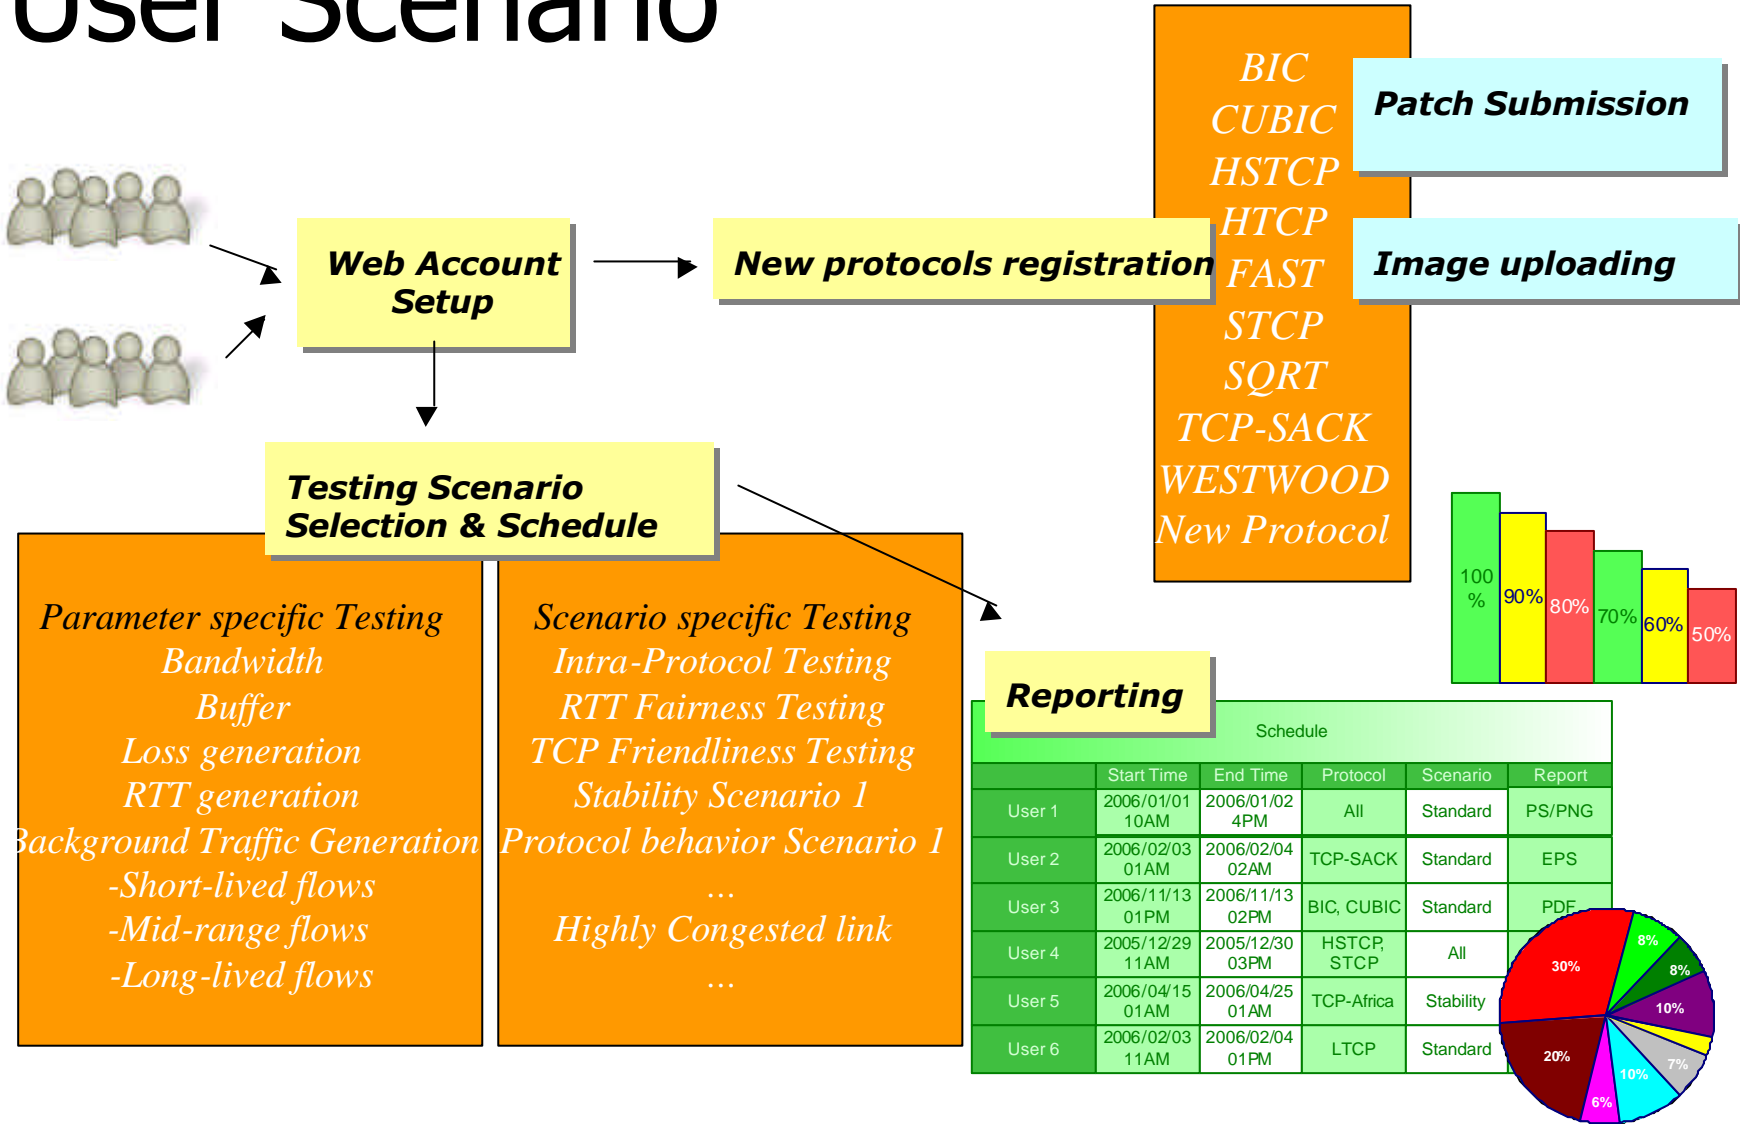 User Scenario
BIC
CUBIC
HSTCP
HTCP
FAST
STCP
SQRT
TCP-SACK
WESTWOOD
New Protocol
Patch Submission
Image uploading
Web Account
Setup
New protocols registration
Testing Scenario
Selection & Schedule
Parameter specific Testing
Bandwidth
Buffer
Loss generation
RTT generation
Background Traffic Generation
-Short-lived flows
-Mid-range flows
-Long-lived flows
Scenario specific Testing
Intra-Protocol Testing
RTT Fairness Testing
TCP Friendliness Testing
Stability Scenario 1
Protocol behavior Scenario 1
...
Highly Congested link
...
100
%
90%
80%
70%
60%
50%
Reporting
Schedule
Start Time End Time Protocol Scenario Report
User 1 2006/01/01 10AM 2006/01/02 4PM All Standard PS/PNG
User 2 2006/02/03 01AM 2006/02/04 02AM TCP-SACK Standard EPS
User 3 2006/11/13 01PM 2006/11/13 02PM BIC, CUBIC Standard PDF
User 4 2005/12/29 11AM 2005/12/30 03PM HSTCP, STCP All
User 5 2006/04/15 01AM 2006/04/25 01AM TCP-Africa Stability
User 6 2006/02/03 11AM 2006/02/04 01PM LTCP Standard
30%
8%
8%
10%
7%
10%
6%
20%